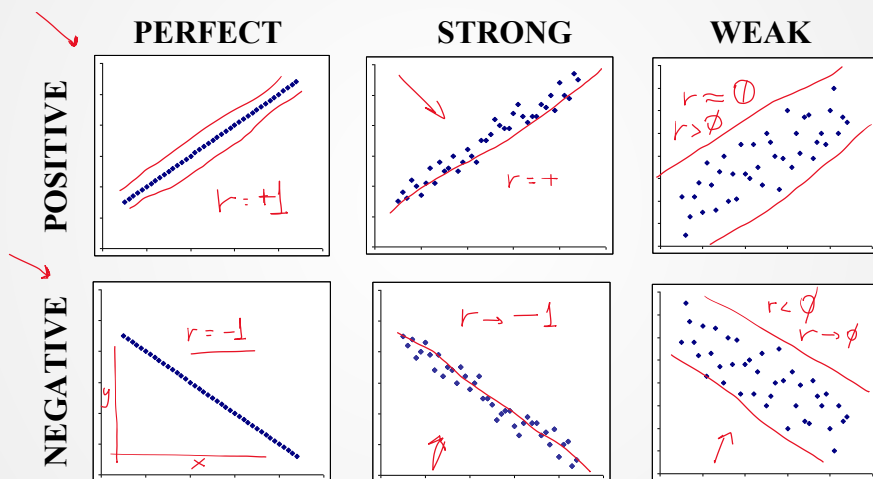 PERFECT STRONG WEAK
POSITIVE
r = +1
r = +
r ≈ 0
r > 0
NEGATIVE
r = -1
y
x
r → -1
r < 0
r → 0